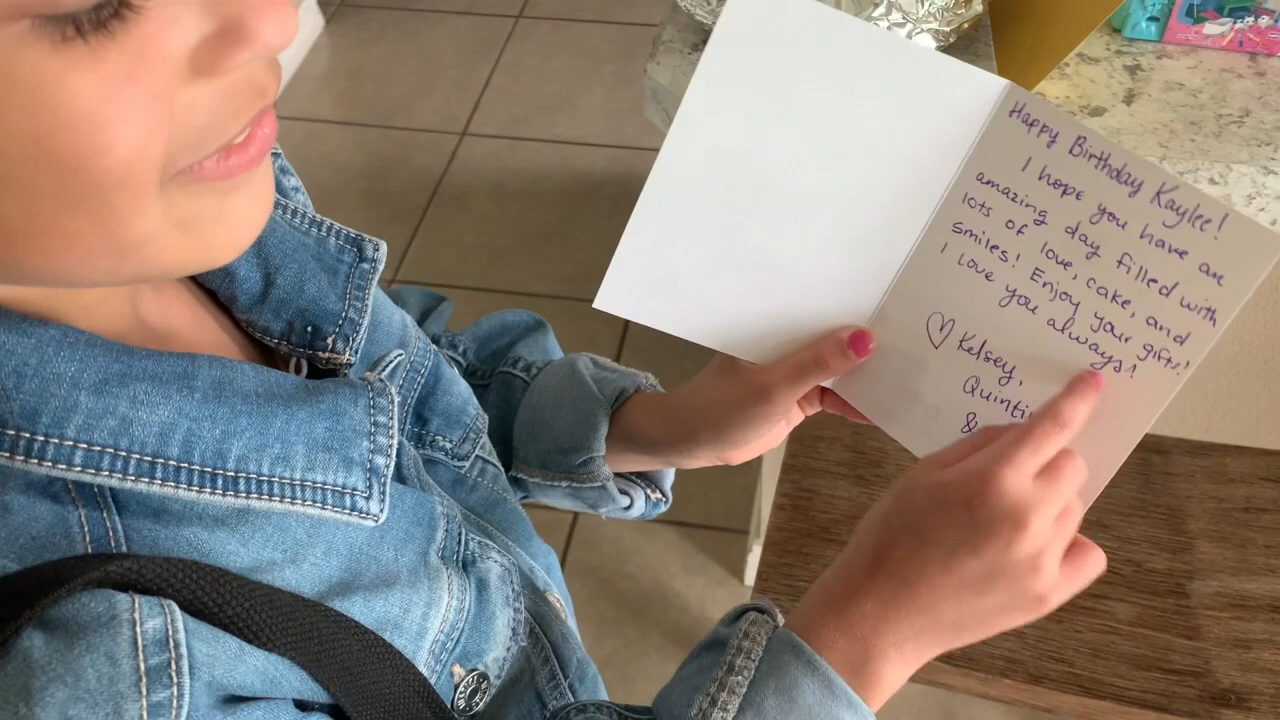 Happy Birthday Kaylee!
I hope you have an
amazing day filled with
lots of love, cake, and
smiles! Enjoy your gifts!
I love you always!
♡ Kelsey,
&